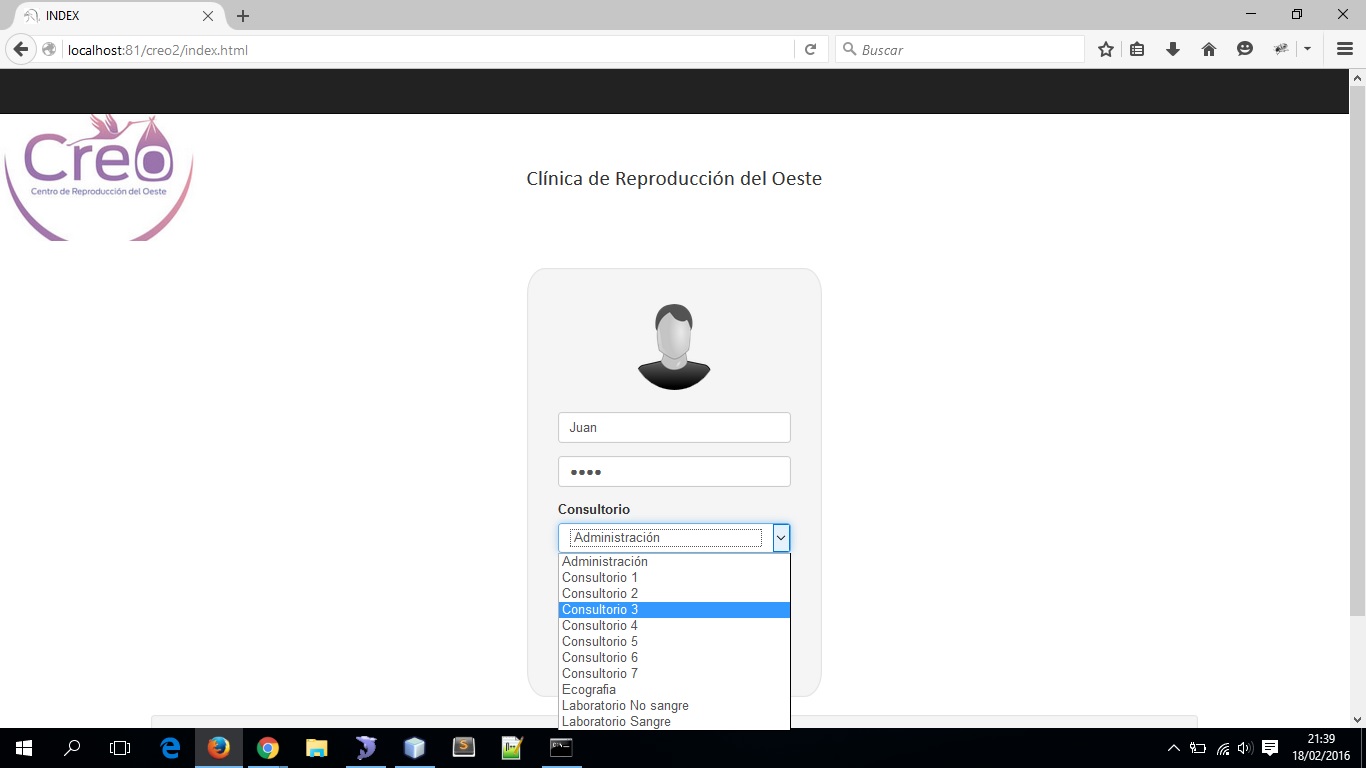 INDEX
localhost:81/creo2/index.html
Buscar
Creo
Centro de Reproducción del Oeste
Clínica de Reproducción del Oeste
Juan
••••
Consultorio
Administración
Administración
Consultorio 1
Consultorio 2
Consultorio 3
Consultorio 4
Consultorio 5
Consultorio 6
Consultorio 7
Ecografia
Laboratorio No sangre
Laboratorio Sangre
21:39
18/02/2016